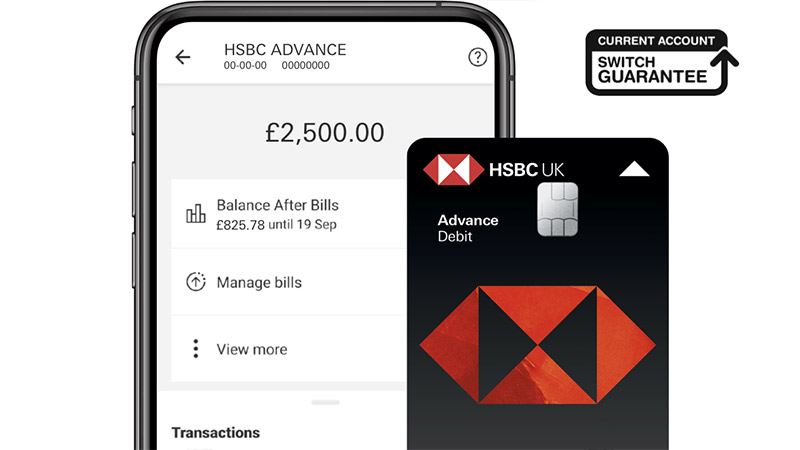 HSBC ADVANCE
00-00-00 00000000
£2,500.00
Balance After Bills
£825.78 until 19 Sep
Manage bills
View more
Transactions
HSBC UK
Advance
Debit
CURRENT ACCOUNT
SWITCH
GUARANTEE